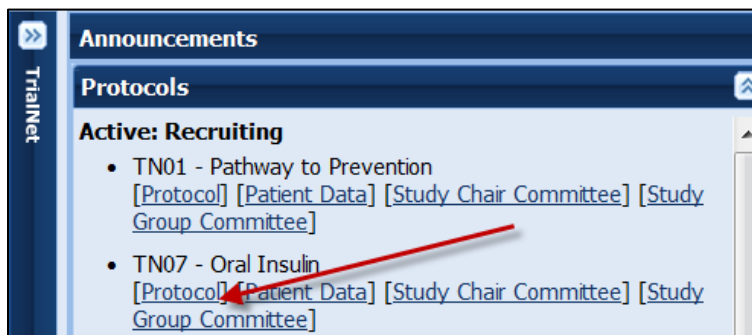 TrialNet
Announcements
Protocols
Active: Recruiting
• TN01 - Pathway to Prevention
[Protocol] [Patient Data] [Study Chair Committee] [Study
Group Committee]
• TN07 - Oral Insulin
[Protocol] [Patient Data] [Study Chair Committee] [Study
Group Committee]